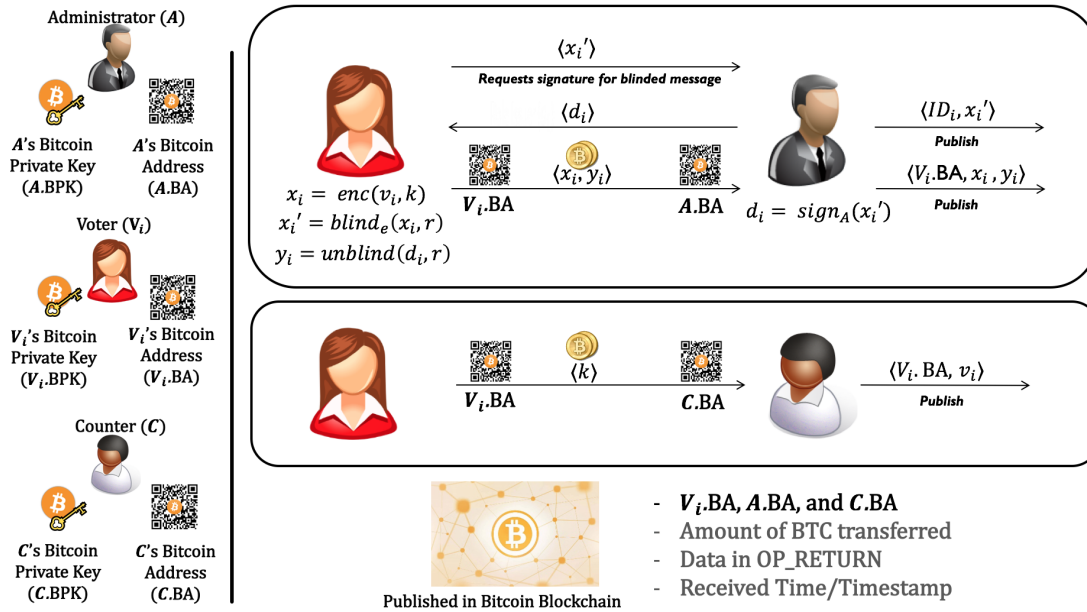 Administrator (A)
A's Bitcoin
Private Key
(A.BPK)
A's Bitcoin
Address
(A.BA)
Voter (Vᵢ)
Vᵢ's Bitcoin
Private Key
(Vᵢ.BPK)
Vᵢ's Bitcoin
Address
(Vᵢ.BA)
Counter (C)
C's Bitcoin
Private Key
(C.BPK)
C's Bitcoin
Address
(C.BA)
⟨xᵢ′⟩
Requests signature for blinded message
⟨dᵢ⟩
⟨xᵢ, yᵢ⟩
Vᵢ.BA
A.BA
xᵢ = enc(vᵢ, k)
xᵢ′ = blindₑ(xᵢ, r)
yᵢ = unblind(dᵢ, r)
dᵢ = sign_A(xᵢ′)
⟨IDᵢ, xᵢ′⟩
Publish
⟨Vᵢ.BA, xᵢ, yᵢ⟩
Publish
⟨k⟩
Vᵢ.BA
C.BA
⟨Vᵢ.BA, vᵢ⟩
Publish
Published in Bitcoin Blockchain
- Vᵢ.BA, A.BA, and C.BA
- Amount of BTC transferred
- Data in OP_RETURN
- Received Time/Timestamp